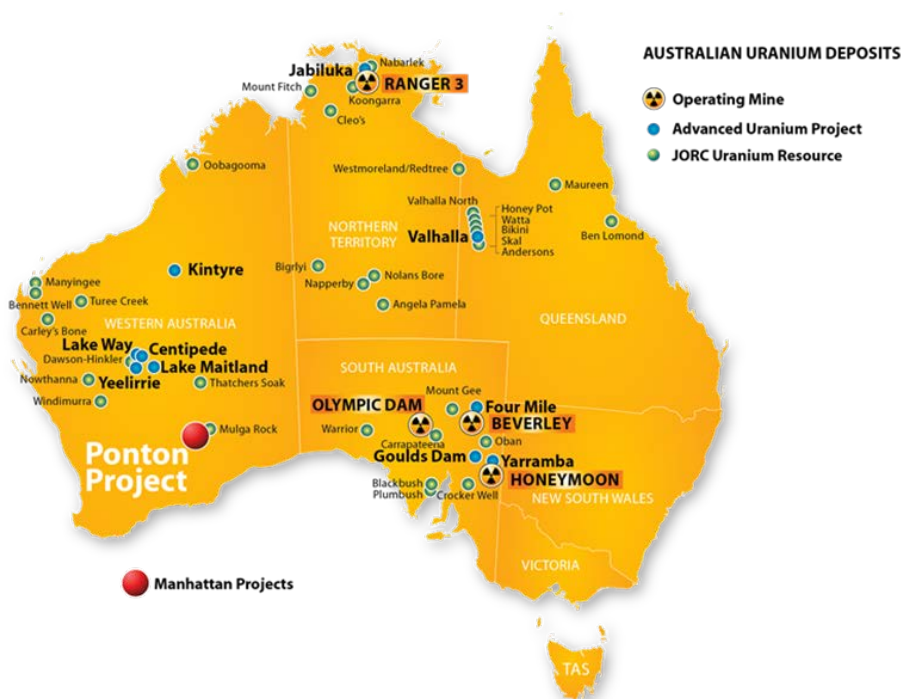 AUSTRALIAN URANIUM DEPOSITS
Operating Mine
Advanced Uranium Project
JORC Uranium Resource
Jabiluka
Nabarlek
RANGER 3
Mount Fitch
Koongarra
Cleo's
Oobagooma
Westmoreland/Redtree
Maureen
Valhalla North
Honey Pot
Watta
Bikini
Skal
Andersons
Valhalla
Ben Lomond
NORTHERN
TERRITORY
Kintyre
Bigrlyi
Nolans Bore
Napperby
Angela Pamela
Manyingee
Bennett Well
Turee Creek
Carley's Bone
WESTERN AUSTRALIA
QUEENSLAND
Lake Way
Centipede
Dawson-Hinkler
Lake Maitland
Nowthanna
Yeelirrie
Thatchers Soak
Windimurra
SOUTH AUSTRALIA
Mount Gee
OLYMPIC DAM
Four Mile
BEVERLEY
Warrior
Carrapateena
Oban
Mulga Rock
Ponton
Project
Goulds Dam
Yarramba
HONEYMOON
Blackbush
Plumbush
Crocker Well
NEW SOUTH WALES
VICTORIA
Manhattan Projects
TAS